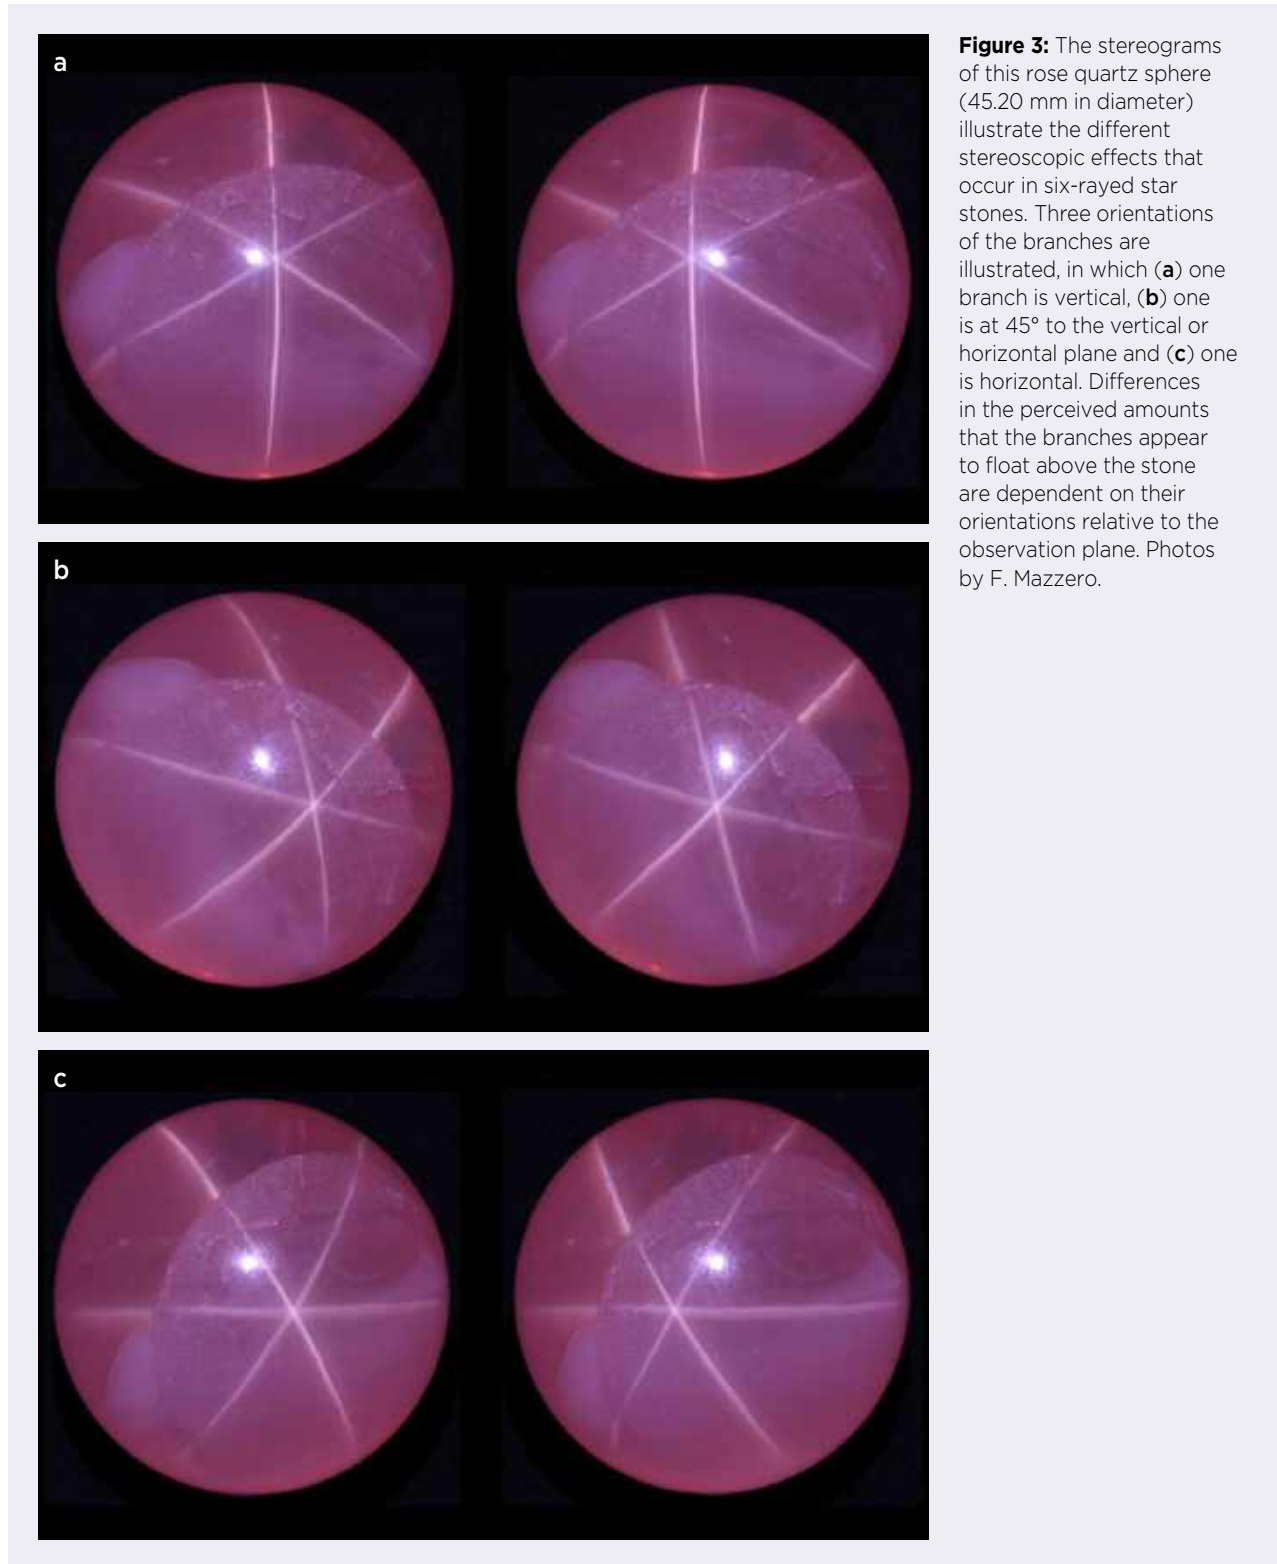 a
Figure 3: The stereograms
of this rose quartz sphere
(45.20 mm in diameter)
illustrate the different
stereoscopic effects that
occur in six-rayed star
stones. Three orientations
of the branches are
illustrated, in which (a) one
branch is vertical, (b) one
is at 45° to the vertical or
horizontal plane and (c) one
is horizontal. Differences
in the perceived amounts
that the branches appear
to float above the stone
are dependent on their
orientations relative to the
observation plane. Photos
by F. Mazzero.
b
c